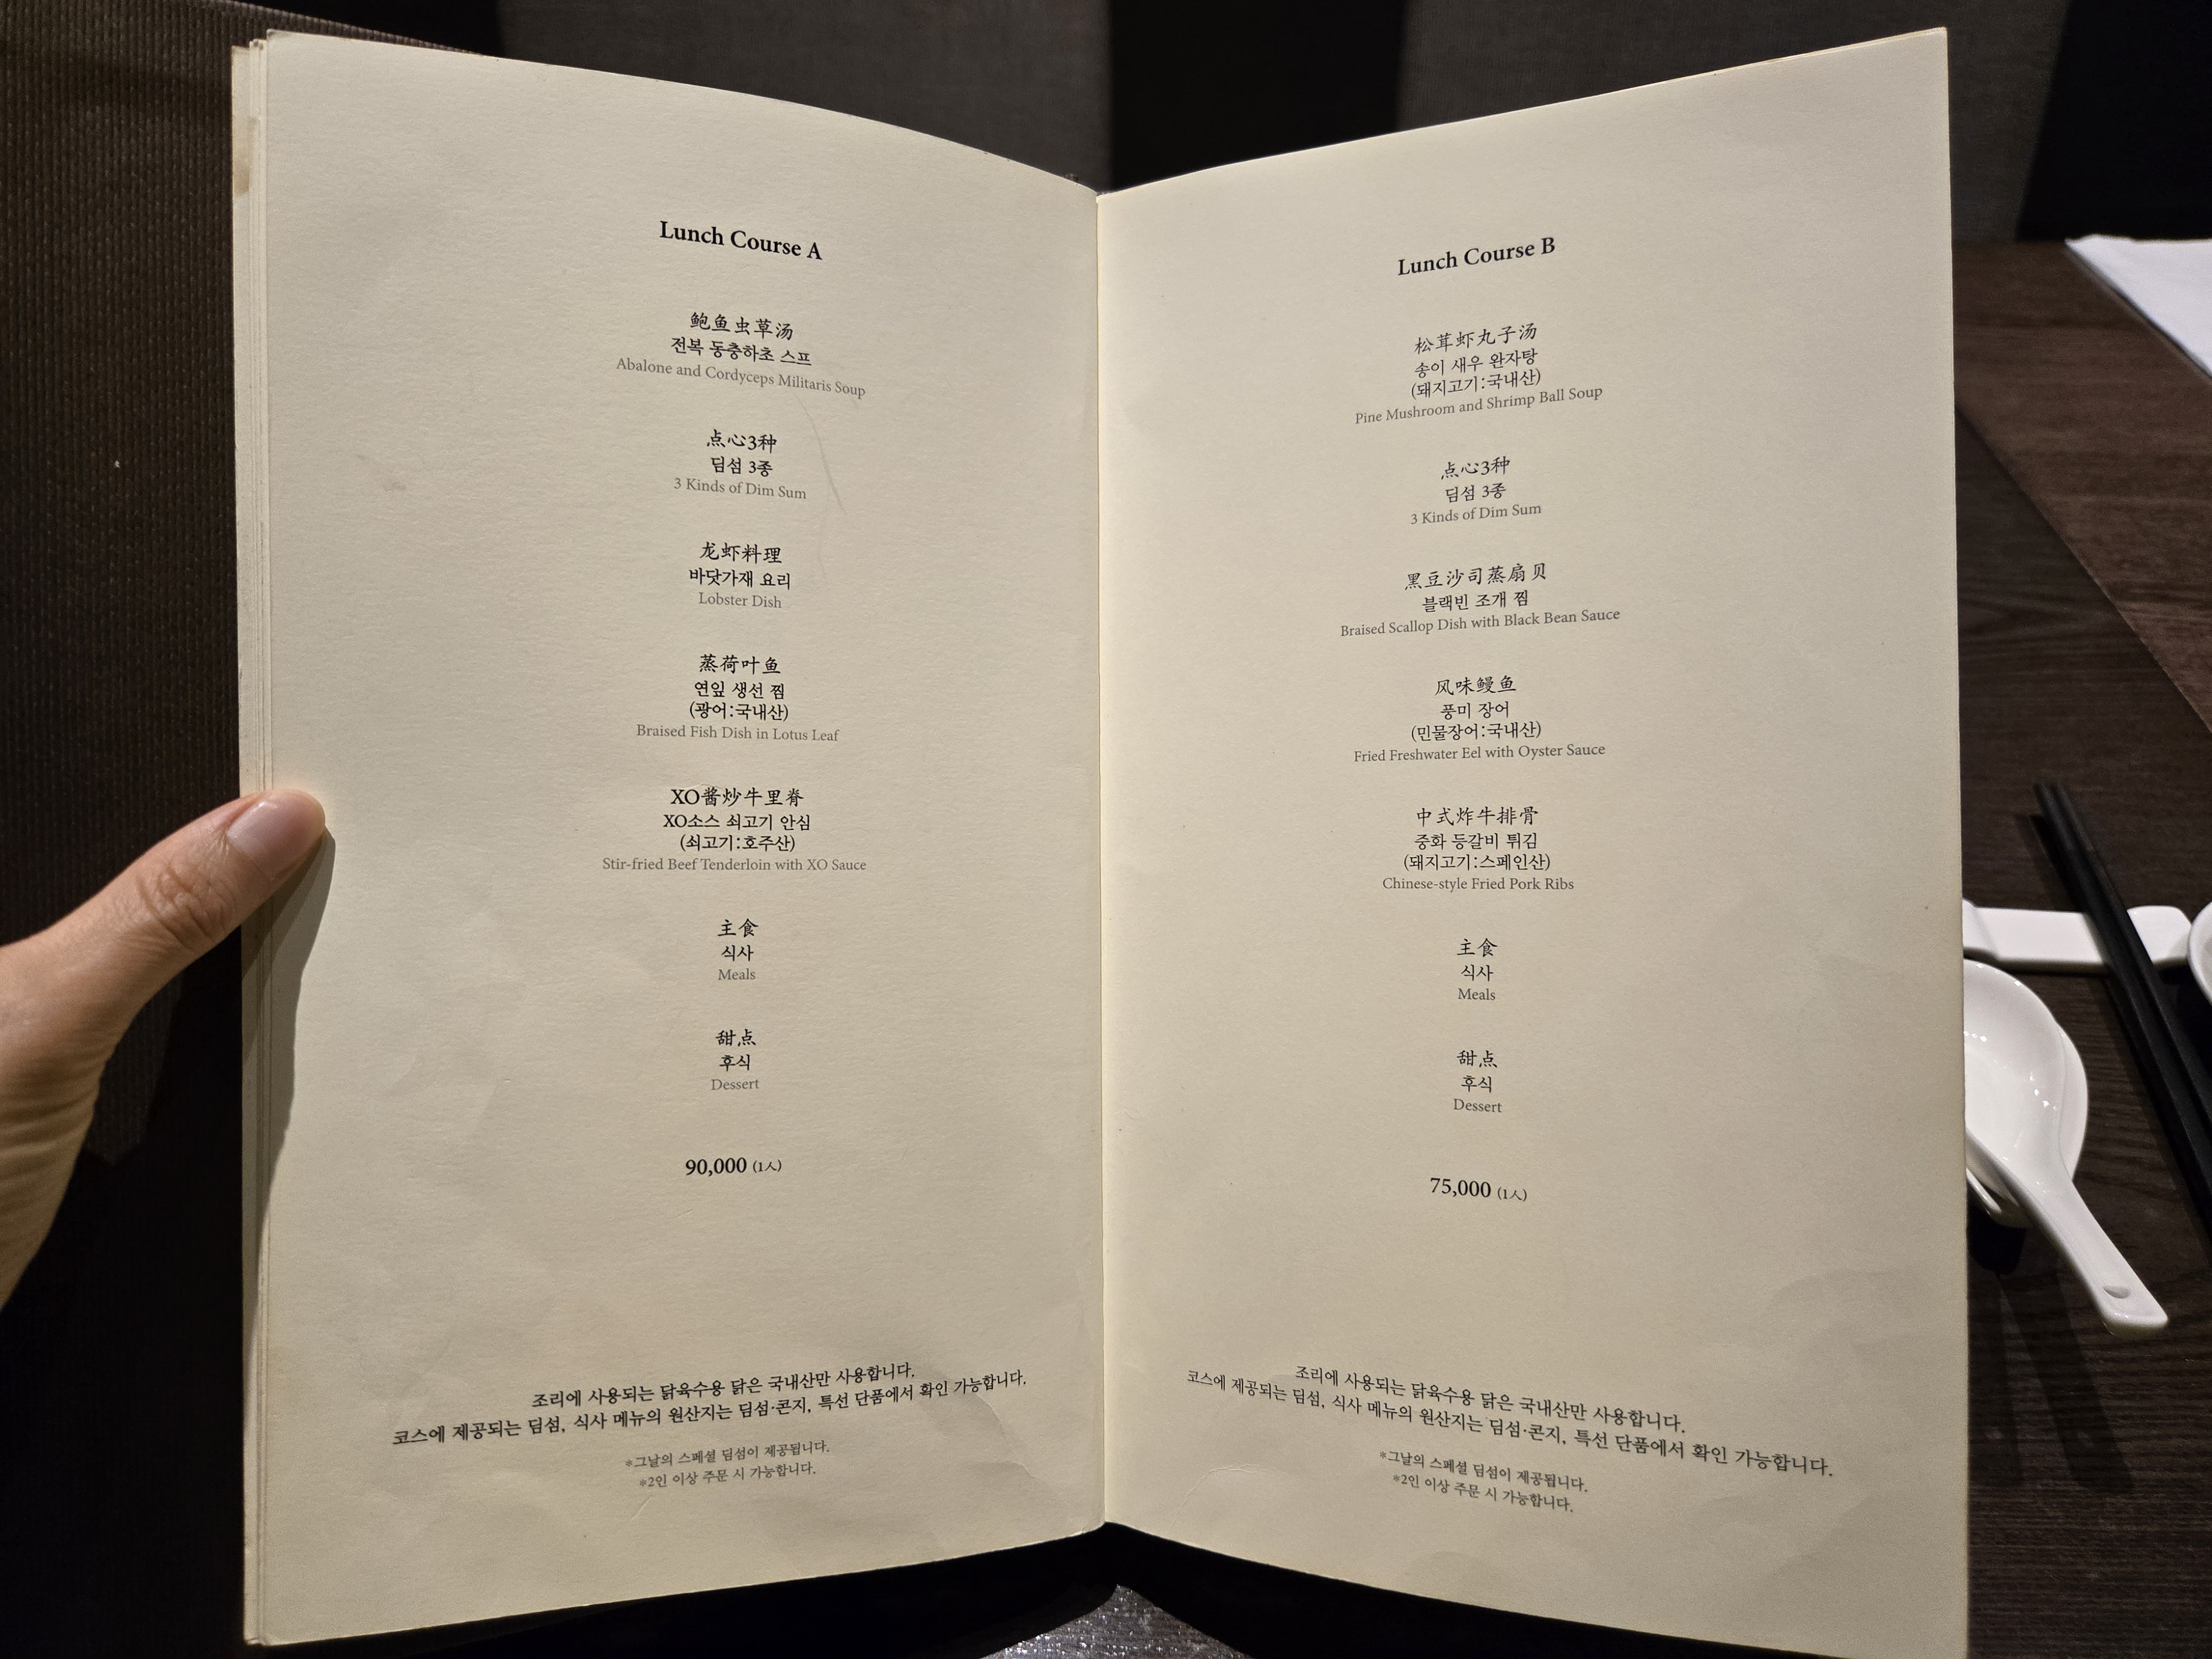 Lunch Course A
鲍鱼虫草汤
전복 동충하초 스프
Abalone and Cordyceps Militaris Soup
点心3种
딤섬 3종
3 Kinds of Dim Sum
龙虾料理
바닷가재 요리
Lobster Dish
蒸荷叶鱼
연잎 생선 찜
(광어:국내산)
Braised Fish Dish in Lotus Leaf
XO酱炒牛里脊
XO소스 쇠고기 안심
(쇠고기:호주산)
Stir-fried Beef Tenderloin with XO Sauce
主食
식사
Meals
甜点
후식
Dessert
90,000 (1人)
조리에 사용되는 닭육수용 닭은 국내산만 사용합니다.
코스에 제공되는 딤섬, 식사 메뉴의 원산지는 딤섬·콘지, 특선 단품에서 확인 가능합니다.
*그날의 스페셜 딤섬이 제공됩니다.
*2인 이상 주문 시 가능합니다.
Lunch Course B
松茸虾丸子汤
송이 새우 완자탕
(돼지고기:국내산)
Pine Mushroom and Shrimp Ball Soup
点心3种
딤섬 3종
3 Kinds of Dim Sum
黑豆沙司蒸扇贝
블랙빈 조개 찜
Braised Scallop Dish with Black Bean Sauce
风味鳗鱼
풍미 장어
(민물장어:국내산)
Fried Freshwater Eel with Oyster Sauce
中式炸牛排骨
중화 등갈비 튀김
(돼지고기:스페인산)
Chinese-style Fried Pork Ribs
主食
식사
Meals
甜点
후식
Dessert
75,000 (1人)
조리에 사용되는 닭육수용 닭은 국내산만 사용합니다.
코스에 제공되는 딤섬, 식사 메뉴의 원산지는 딤섬·콘지, 특선 단품에서 확인 가능합니다.
*그날의 스페셜 딤섬이 제공됩니다.
*2인 이상 주문 시 가능합니다.